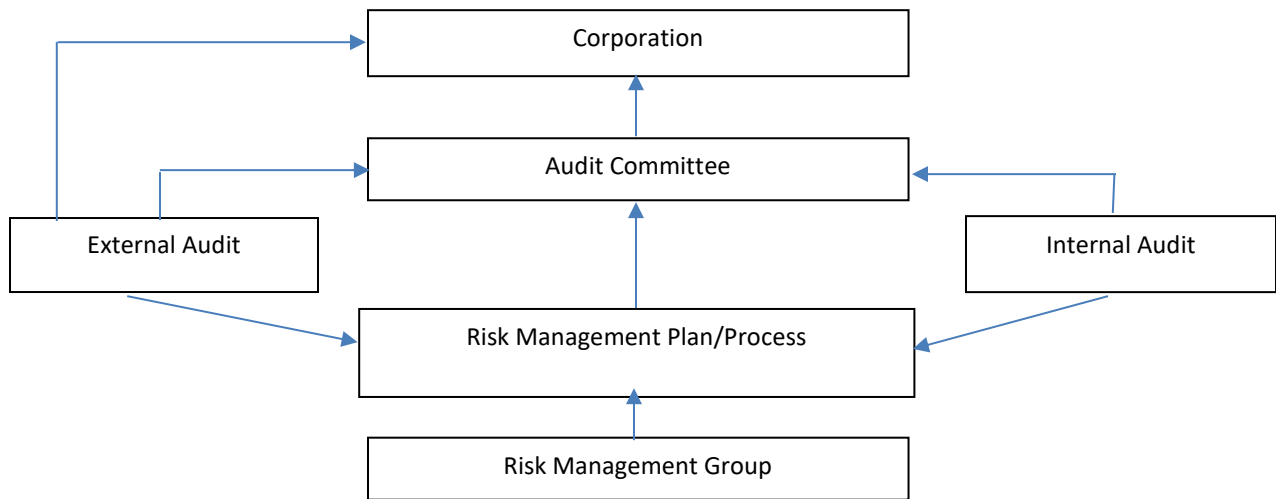 Corporation
Audit Committee
External Audit
Internal Audit
Risk Management Plan/Process
Risk Management Group